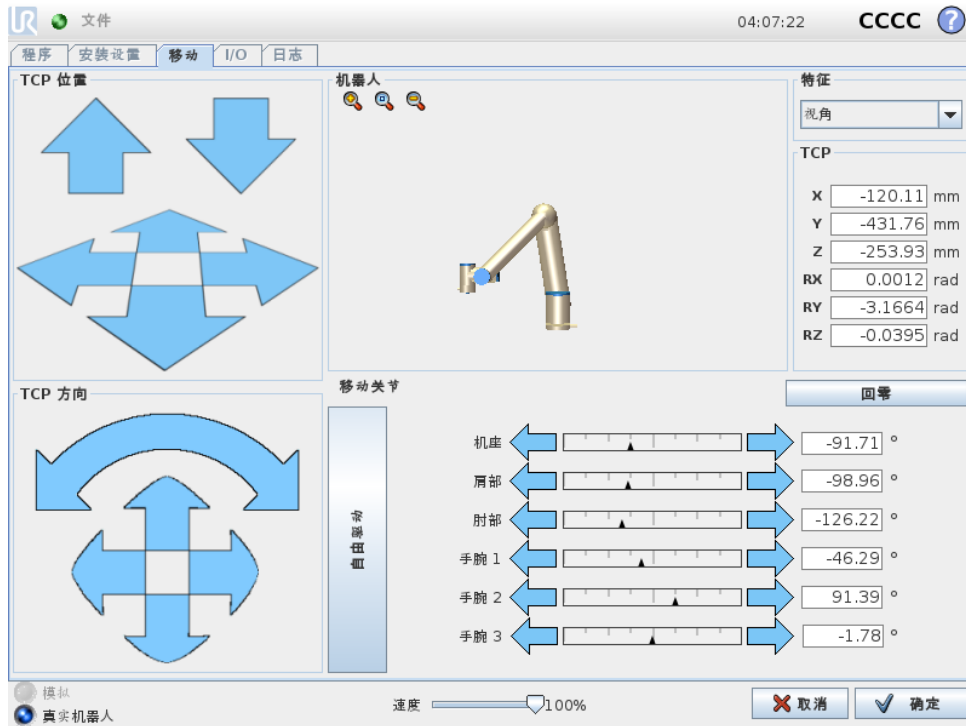 UR 文件 04:07:22 CCCC ?
程序 安装设置 移动 I/O 日志
TCP 位置
机器人
特征
视角
TCP
X -120.11 mm
Y -431.76 mm
Z -253.93 mm
RX 0.0012 rad
RY -3.1664 rad
RZ -0.0395 rad
TCP 方向
移动关节
回零
自由驱动
机座 -91.71 °
肩部 -98.96 °
肘部 -126.22 °
手腕 1 -46.29 °
手腕 2 91.39 °
手腕 3 -1.78 °
模拟
真实机器人
速度 100%
取消 确定